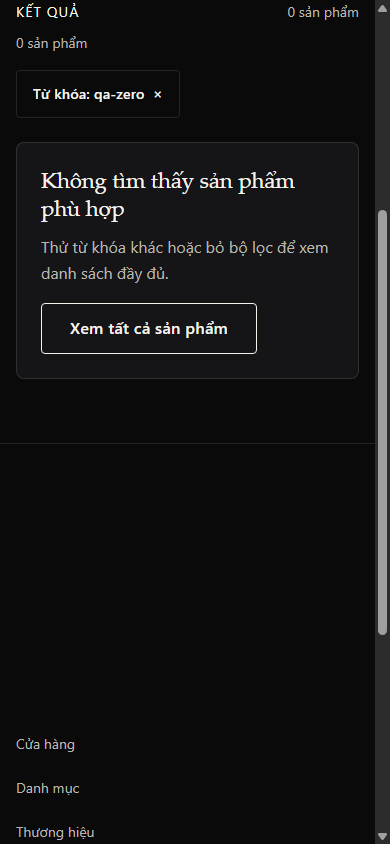 KẾT QUẢ
0 sản phẩm
0 sản phẩm
Từ khóa: qa-zero ×
Không tìm thấy sản phẩm
phù hợp
Thử từ khóa khác hoặc bỏ bộ lọc để xem
danh sách đầy đủ.
Xem tất cả sản phẩm
Cửa hàng
Danh mục
Thương hiệu